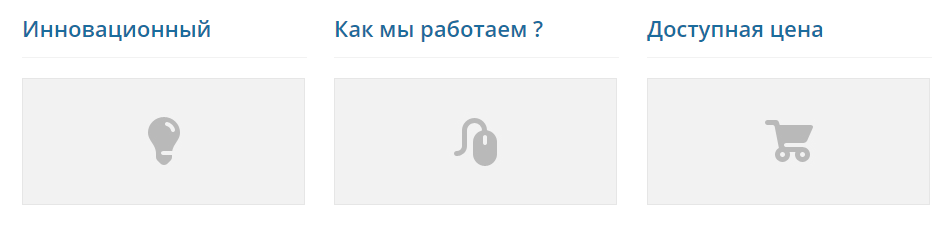 Инновационный
Как мы работаем ?
Доступная цена